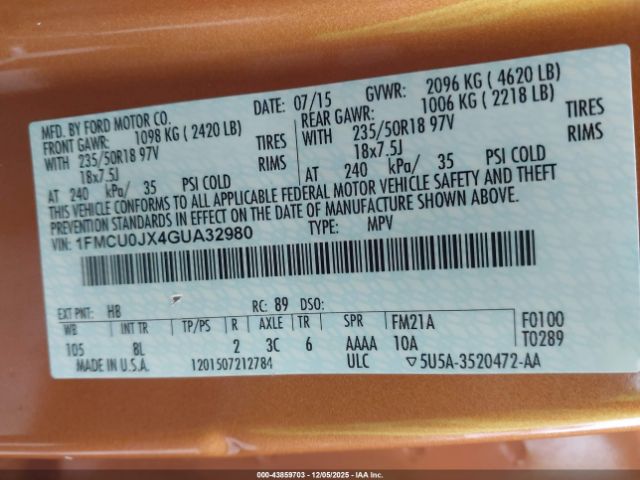 MFD. BY FORD MOTOR CO. DATE: 07/15 GVWR: 2096 KG ( 4620 LB)
FRONT GAWR: 1098 KG ( 2420 LB) REAR GAWR: 1006 KG ( 2218 LB)
WITH 235/50R18 97V TIRES WITH 235/50R18 97V TIRES
18x7.5J RIMS 18x7.5J RIMS
AT 240 kPa/ 35 PSI COLD AT 240 kPa/ 35 PSI COLD
THIS VEHICLE CONFORMS TO ALL APPLICABLE FEDERAL MOTOR VEHICLE SAFETY AND THEFT
PREVENTION STANDARDS IN EFFECT ON THE DATE OF MANUFACTURE SHOWN ABOVE.
VIN: 1FMCU0JX4GUA32980 TYPE: MPV
EXT PNT: HB RC: 89 DSO:
WB INT TR TP/PS R AXLE TR SPR FM21A F0100
105 8L 2 3C 6 AAAA 10A T0289
MADE IN U.S.A. 1201507212784 ULC ▽5U5A-3520472-AA
000-43859703 - 12/05/2025 - IAAI, Inc.